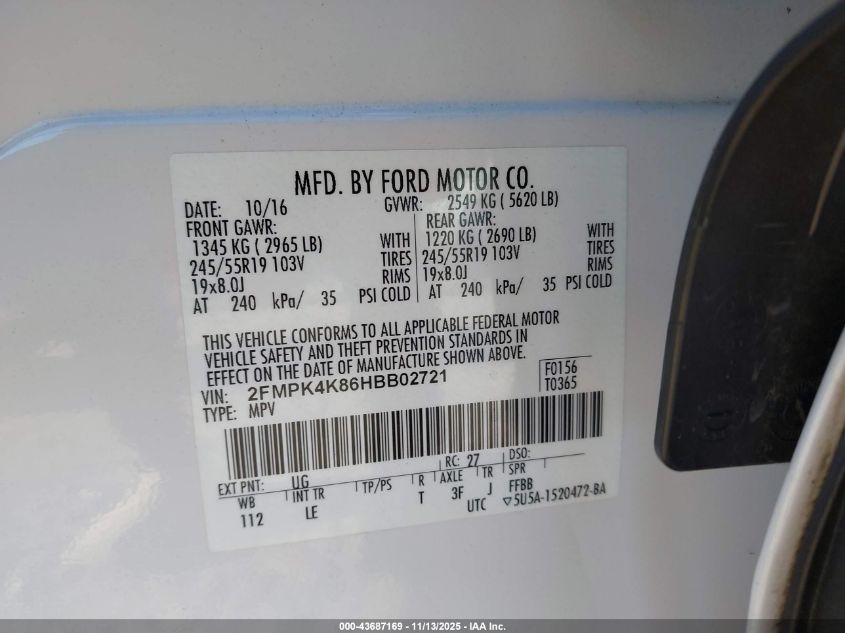 MFD. BY FORD MOTOR CO.
DATE: 10/16 GVWR: 2549 KG ( 5620 LB)
FRONT GAWR: REAR GAWR:
1345 KG ( 2965 LB) WITH 1220 KG ( 2690 LB) WITH
245/55R19 103V TIRES 245/55R19 103V TIRES
19x8.0J RIMS 19x8.0J RIMS
AT 240 kPa/ 35 PSI COLD AT 240 kPa/ 35 PSI COLD
THIS VEHICLE CONFORMS TO ALL APPLICABLE FEDERAL MOTOR
VEHICLE SAFETY AND THEFT PREVENTION STANDARDS IN
EFFECT ON THE DATE OF MANUFACTURE SHOWN ABOVE.
VIN: 2FMPK4K86HBB02721 F0156
TYPE: MPV T0365
EXT PNT: UG RC: 27 DSO:
WB INT TR TP/PS R AXLE TR SPR
112 LE T 3F J FFBB
UTC ▽5U5A-1520472-BA
000-43687169 - 11/13/2025 - IAA Inc.